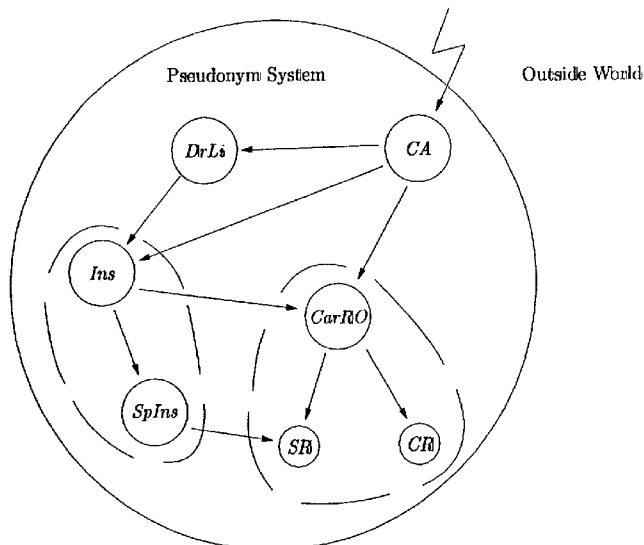 Pseudonym System
Outside World
DrLi
CA
Ins
CarRO
SpIns
SR
CR